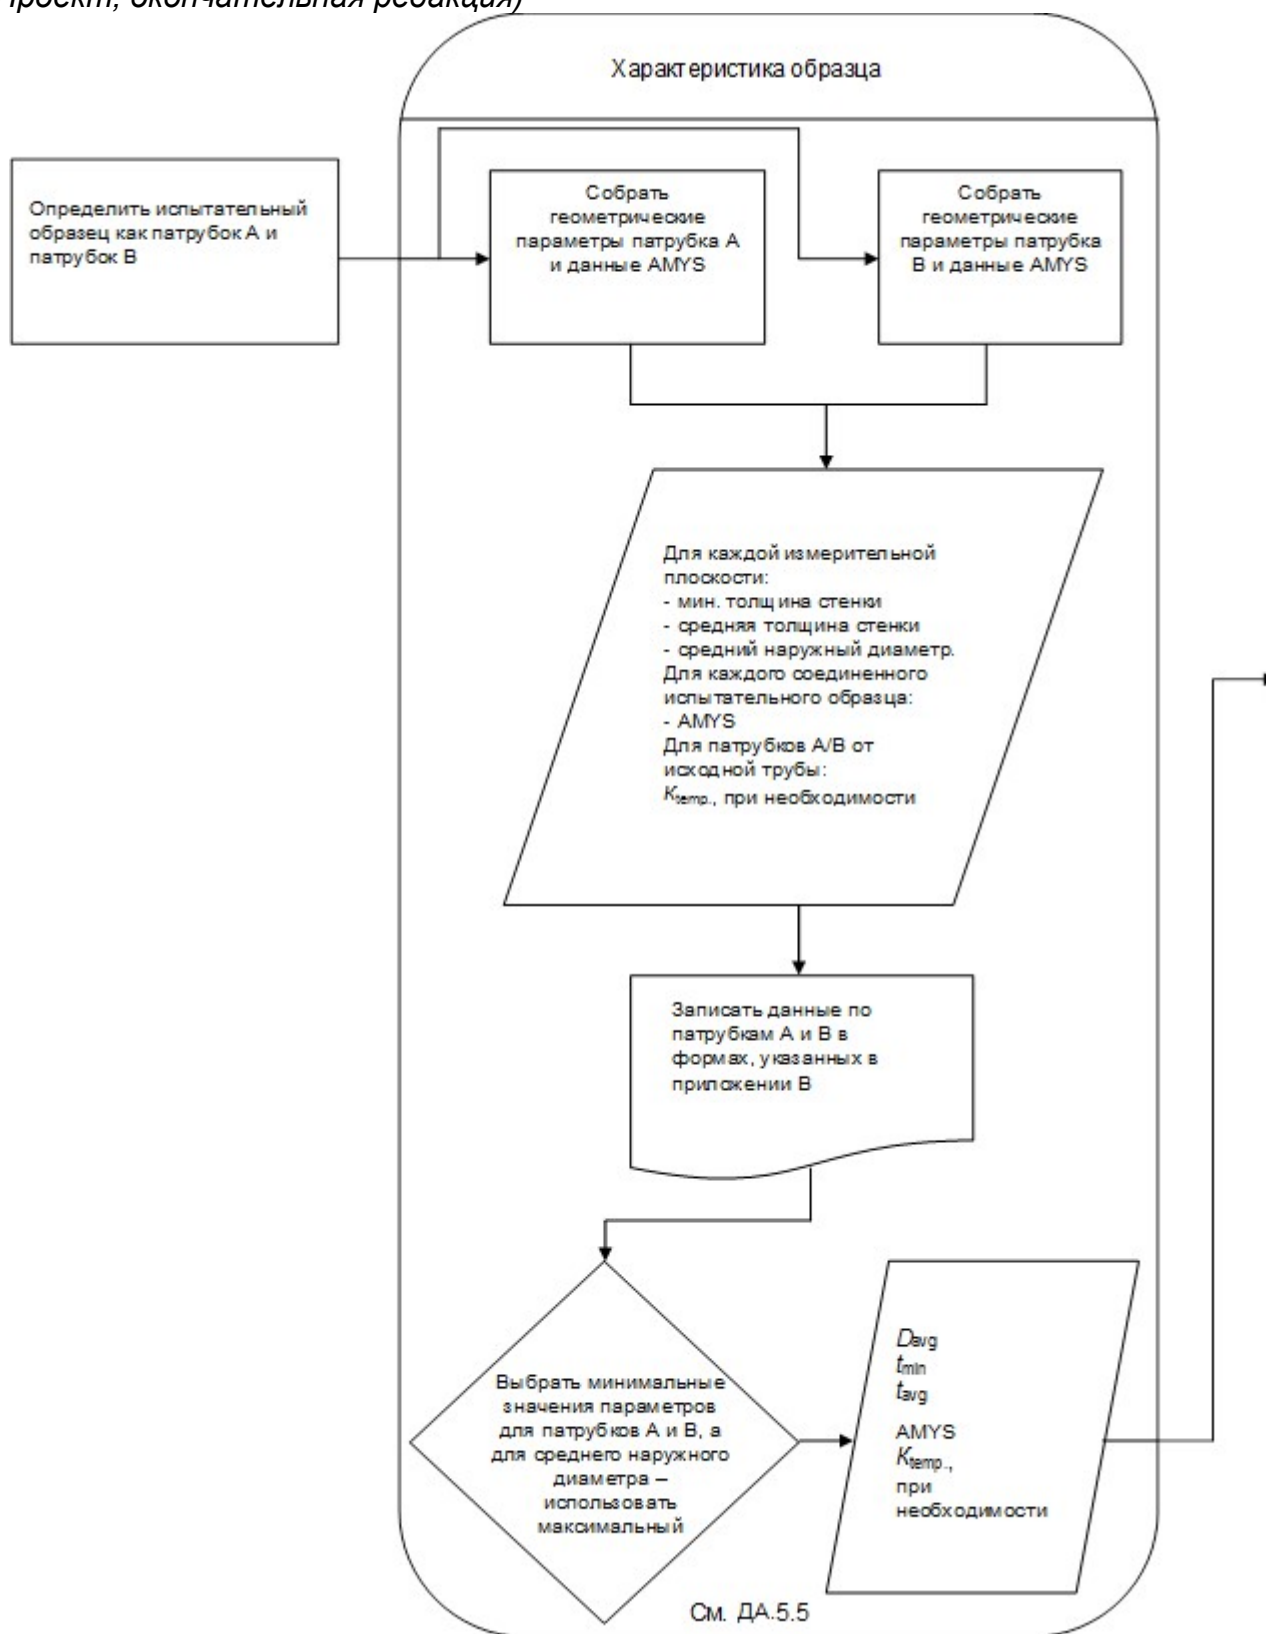 проект, окончательная редакция)
Характеристика образца
Определить испытательный
образец как патрубок А и
патрубок В
Собрать
геометрические
параметры патрубка А
и данные AMYS
Собрать
геометрические
параметры патрубка
В и данные AMYS
Для каждой измерительной
плоскости:
- мин. толщина стенки
- средняя толщина стенки
- средний наружный диаметр.
Для каждого соединенного
испытательного образца:
- AMYS
Для патрубков А/В от
исходной трубы:
Ktemp., при необходимости
Записать данные по
патрубкам А и В в
формах, указанных в
приложении В
Выбрать минимальные
значения параметров
для патрубков А и В, а
для среднего наружного
диаметра –
использовать
максимальный
Davg
tmin
tavg
AMYS
Ktemp.,
при
необходимости
См. ДА.5.5